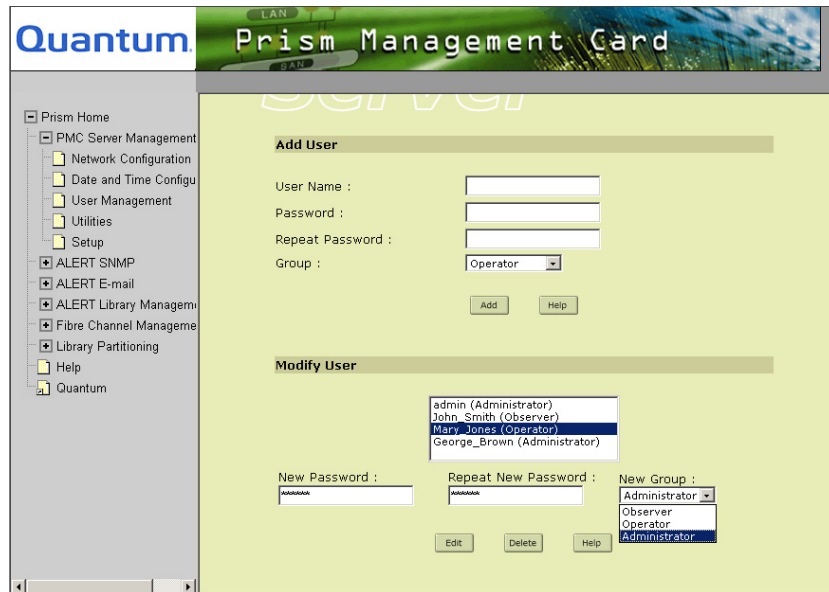 LAN
SAN
Quantum.
Prism Management Card
Server
Prism Home
PMC Server Management
Network Configuration
Date and Time Configu
User Management
Utilities
Setup
ALERT SNMP
ALERT E-mail
ALERT Library Managem
Fibre Channel Manageme
Library Partitioning
Help
Quantum
Add User
User Name :
Password :
Repeat Password :
Group :
Operator
Add
Help
Modify User
admin (Administrator)
John_Smith (Observer)
Mary_Jones (Operator)
George_Brown (Administrator)
New Password :
Repeat New Password :
New Group :
Administrator
Observer
Operator
Administrator
Edit
Delete
Help